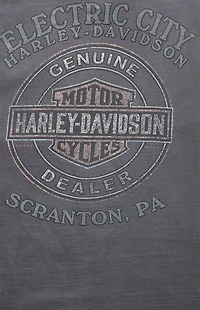 ELECTRIC CITY
HARLEY-DAVIDSON
GENUINE
MOTOR
HARLEY-DAVIDSON
CYCLES
DEALER
SCRANTON, PA